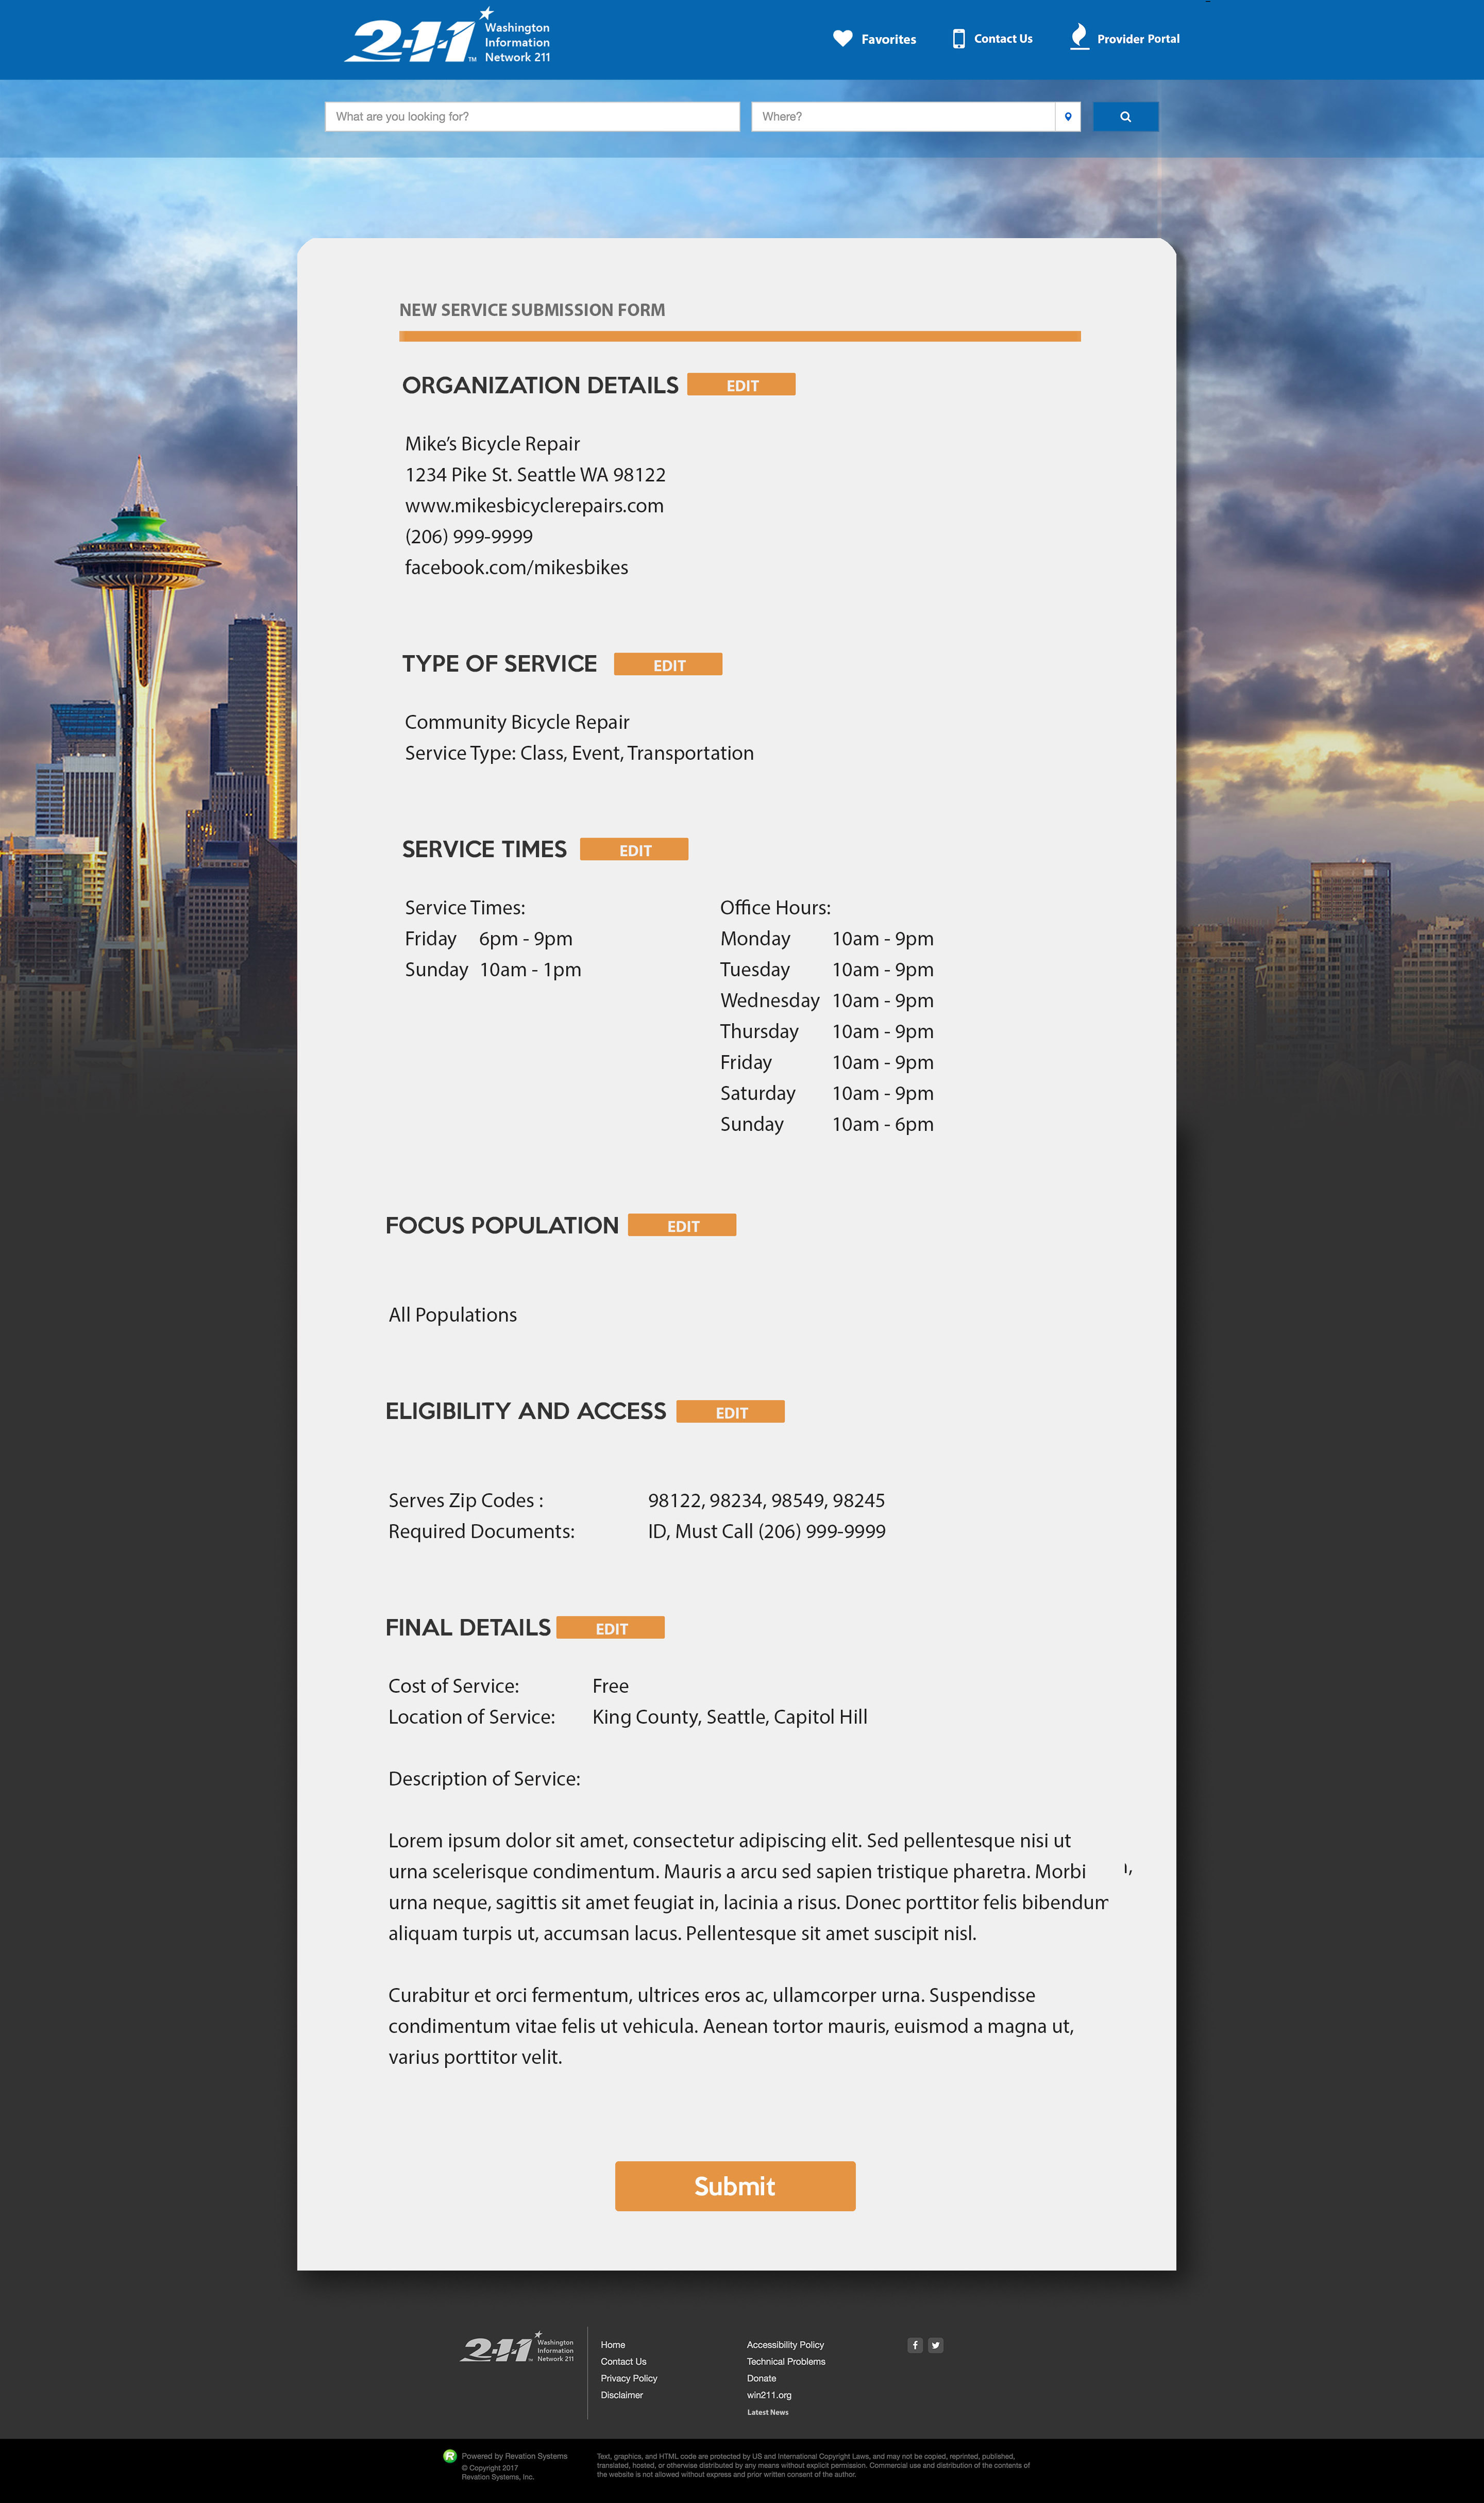 2-1-1 TM
Washington
Information
Network 211
Favorites
Contact Us
Provider Portal
What are you looking for?
Where?
NEW SERVICE SUBMISSION FORM
ORGANIZATION DETAILS EDIT
Mike's Bicycle Repair
1234 Pike St. Seattle WA 98122
www.mikesbicyclerepairs.com
(206) 999-9999
facebook.com/mikesbikes
TYPE OF SERVICE EDIT
Community Bicycle Repair
Service Type: Class, Event, Transportation
SERVICE TIMES EDIT
Service Times:
Friday 6pm - 9pm
Sunday 10am - 1pm
Office Hours:
Monday 10am - 9pm
Tuesday 10am - 9pm
Wednesday 10am - 9pm
Thursday 10am - 9pm
Friday 10am - 9pm
Saturday 10am - 9pm
Sunday 10am - 6pm
FOCUS POPULATION EDIT
All Populations
ELIGIBILITY AND ACCESS EDIT
Serves Zip Codes : 98122, 98234, 98549, 98245
Required Documents: ID, Must Call (206) 999-9999
FINAL DETAILS EDIT
Cost of Service: Free
Location of Service: King County, Seattle, Capitol Hill
Description of Service:
Lorem ipsum dolor sit amet, consectetur adipiscing elit. Sed pellentesque nisi ut
urna scelerisque condimentum. Mauris a arcu sed sapien tristique pharetra. Morbi
urna neque, sagittis sit amet feugiat in, lacinia a risus. Donec porttitor felis bibendum
aliquam turpis ut, accumsan lacus. Pellentesque sit amet suscipit nisl.
Curabitur et orci fermentum, ultrices eros ac, ullamcorper urna. Suspendisse
condimentum vitae felis ut vehicula. Aenean tortor mauris, euismod a magna ut,
varius porttitor velit.
Submit
2-1-1 TM
Washington
Information
Network 211
Home
Contact Us
Privacy Policy
Disclaimer
Accessibility Policy
Technical Problems
Donate
win211.org
Latest News
Powered by Revation Systems
© Copyright 2017
Revation Systems, Inc.
Text, graphics, and HTML code are protected by US and International Copyright Laws, and may not be copied, reprinted, published,
translated, hosted, or otherwise distributed by any means without explicit permission. Commercial use and distribution of the contents of
the website is not allowed without express and prior written consent of the author.